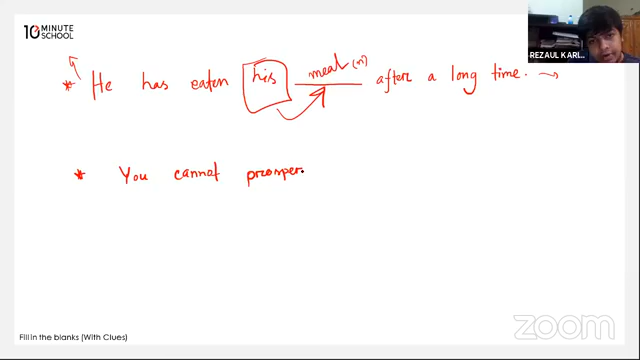 10 MINUTE SCHOOL
REZAUL KARI...
* He has eaten his meal (n) after a long time.
* You cannot prosper
Fill in the blanks (With Clues)
zoom